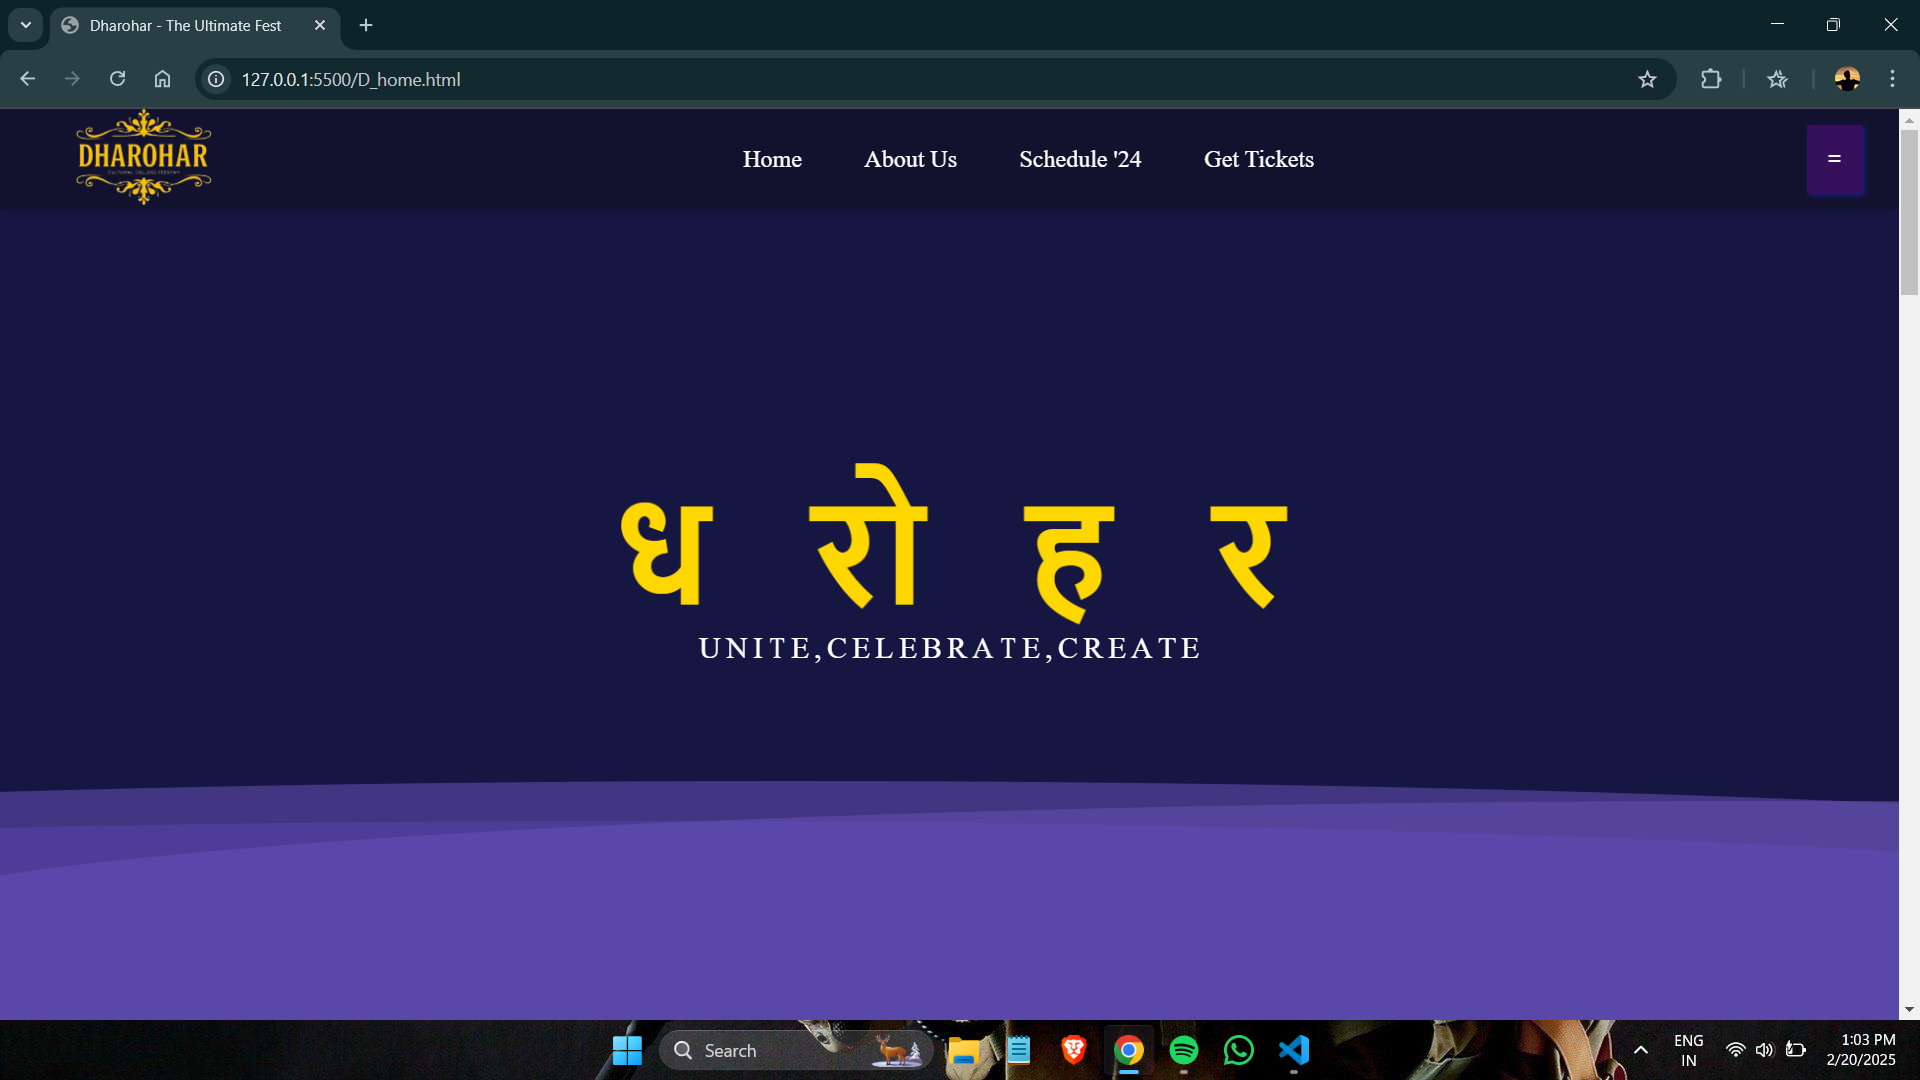 Dharohar - The Ultimate Fest
127.0.0.1:5500/D_home.html
DHAROHAR
Home About Us Schedule '24 Get Tickets =
ध रो ह र
UNITE,CELEBRATE,CREATE
Search
ENG
IN
1:03 PM
2/20/2025